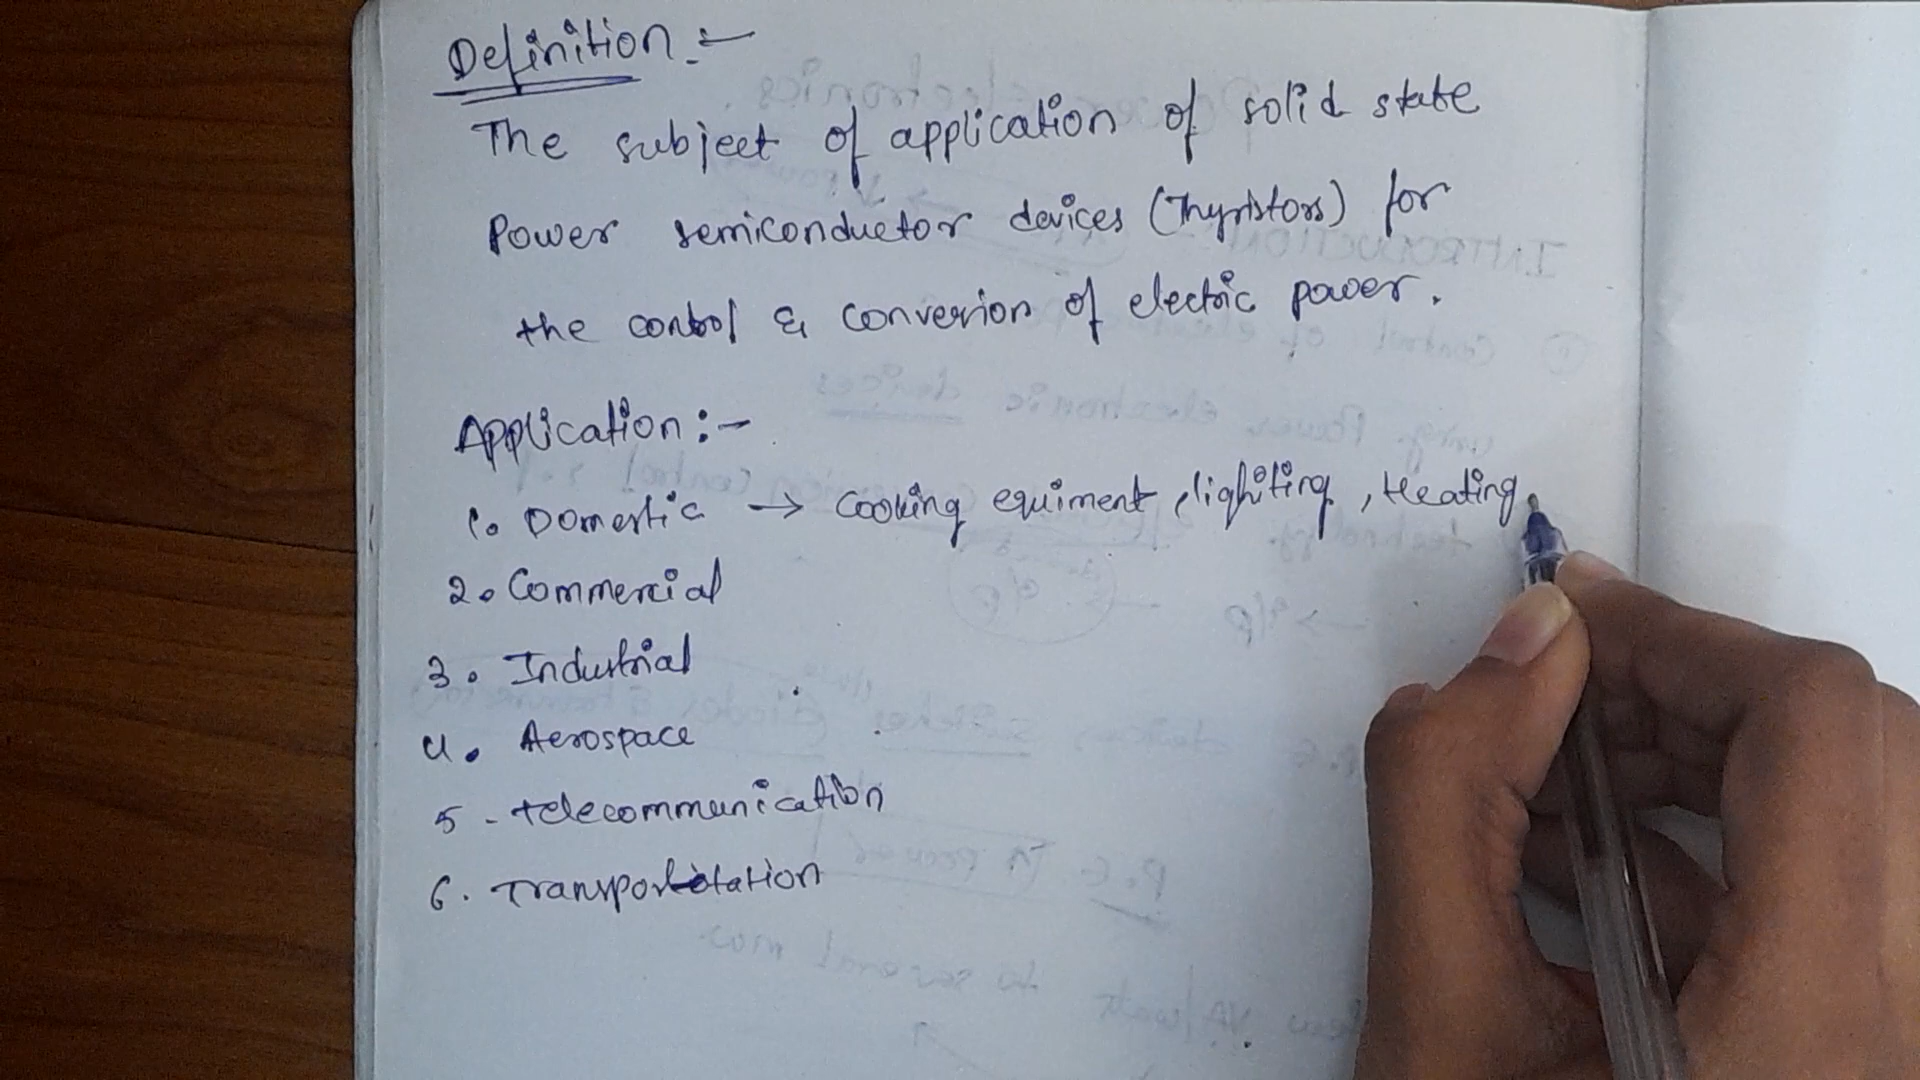 Definition :-
The subject of application of solid state
Power semiconductor devices (Thyristors) for
the control & conversion of electric power.
Application :-
1. Domestic → Cooking equiment, lighting, Heating
2. Commercial
3. Industrial
4. Aerospace
5 - telecommunication
6. Transportation